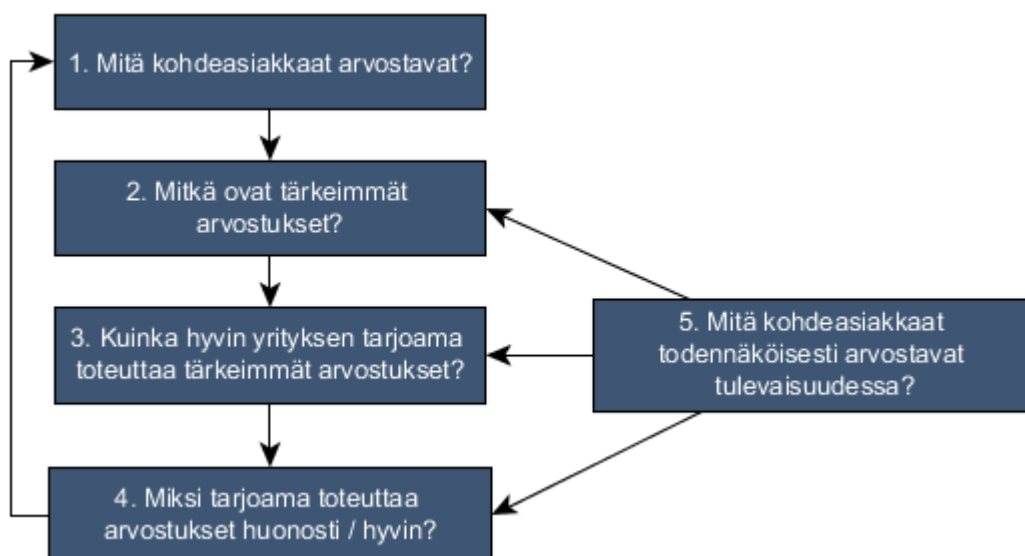 1. Mitä kohdeasiakkaat arvostavat?
2. Mitkä ovat tärkeimmät
arvostukset?
3. Kuinka hyvin yrityksen tarjoama
toteuttaa tärkeimmät arvostukset?
4. Miksi tarjoama toteuttaa
arvostukset huonosti / hyvin?
5. Mitä kohdeasiakkaat
todennäköisesti arvostavat
tulevaisuudessa?